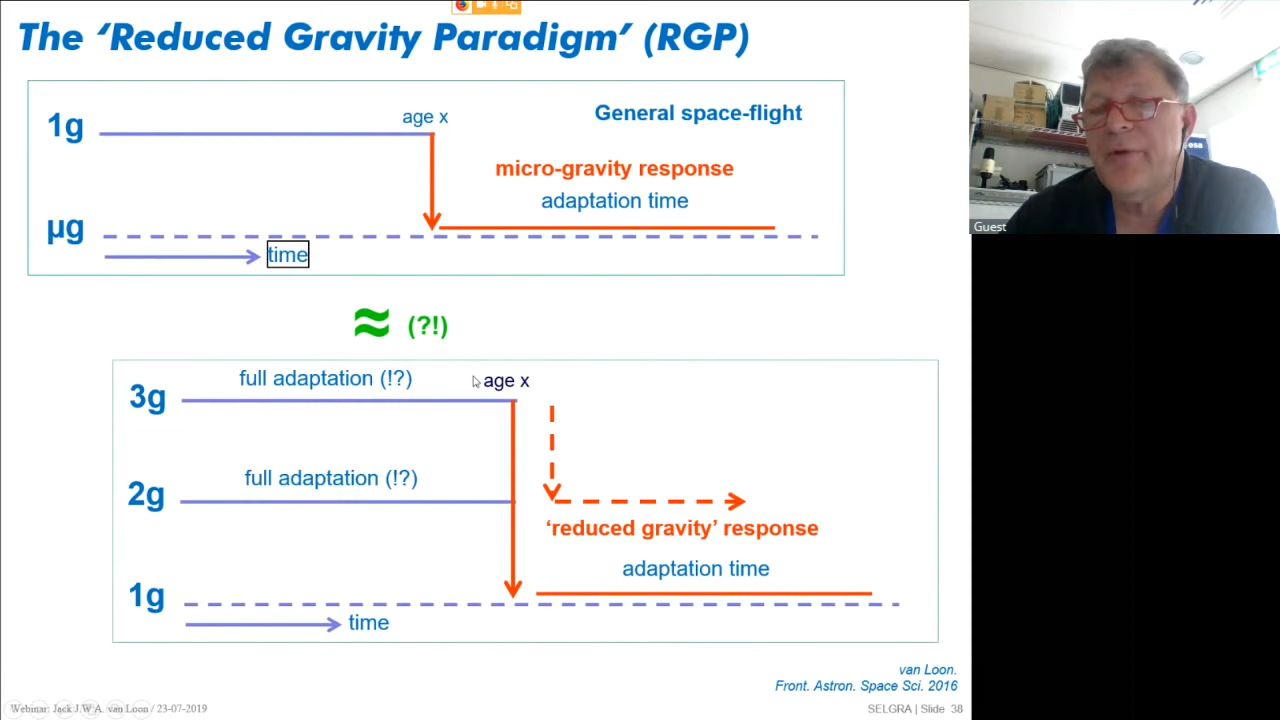 The ‘Reduced Gravity Paradigm’ (RGP)
1g
age x
General space-flight
micro-gravity response
adaptation time
µg
time
≈ (?!)
full adaptation (!?)
age x
3g
full adaptation (!?)
2g
‘reduced gravity’ response
adaptation time
1g
time
van Loon.
Front. Astron. Space Sci. 2016
Webinar: Jack J.W.A. van Loon / 23-07-2019
SELGRA | Slide 38
esa
Guest